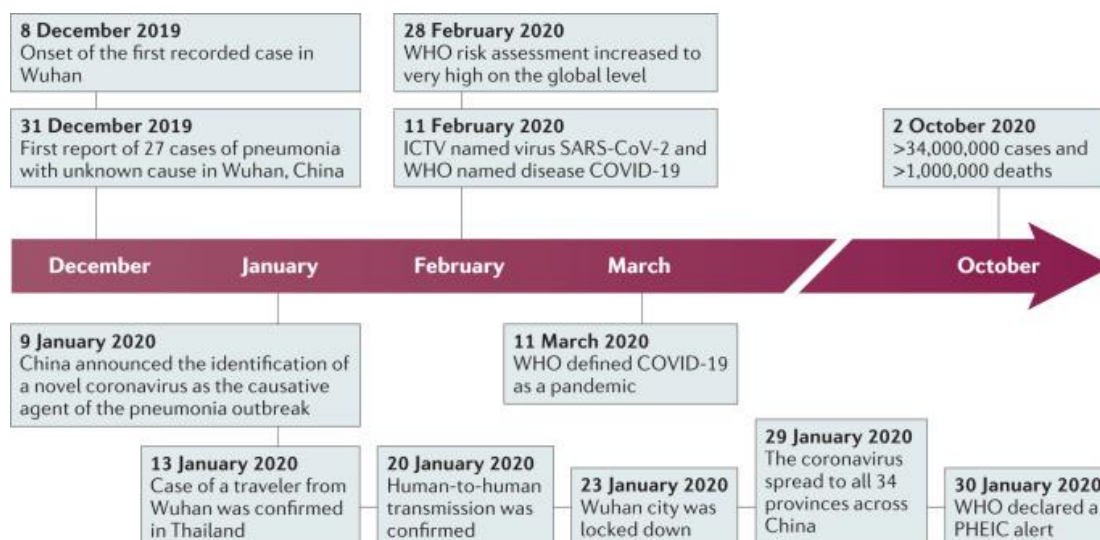 8 December 2019
Onset of the first recorded case in
Wuhan
31 December 2019
First report of 27 cases of pneumonia
with unknown cause in Wuhan, China
28 February 2020
WHO risk assessment increased to
very high on the global level
11 February 2020
ICTV named virus SARS-CoV-2 and
WHO named disease COVID-19
2 October 2020
>34,000,000 cases and
>1,000,000 deaths
December January February March October
9 January 2020
China announced the identification of
a novel coronavirus as the causative
agent of the pneumonia outbreak
11 March 2020
WHO defined COVID-19
as a pandemic
13 January 2020
Case of a traveler from
Wuhan was confirmed
in Thailand
20 January 2020
Human-to-human
transmission was
confirmed
23 January 2020
Wuhan city was
locked down
29 January 2020
The coronavirus
spread to all 34
provinces across
China
30 January 2020
WHO declared a
PHEIC alert